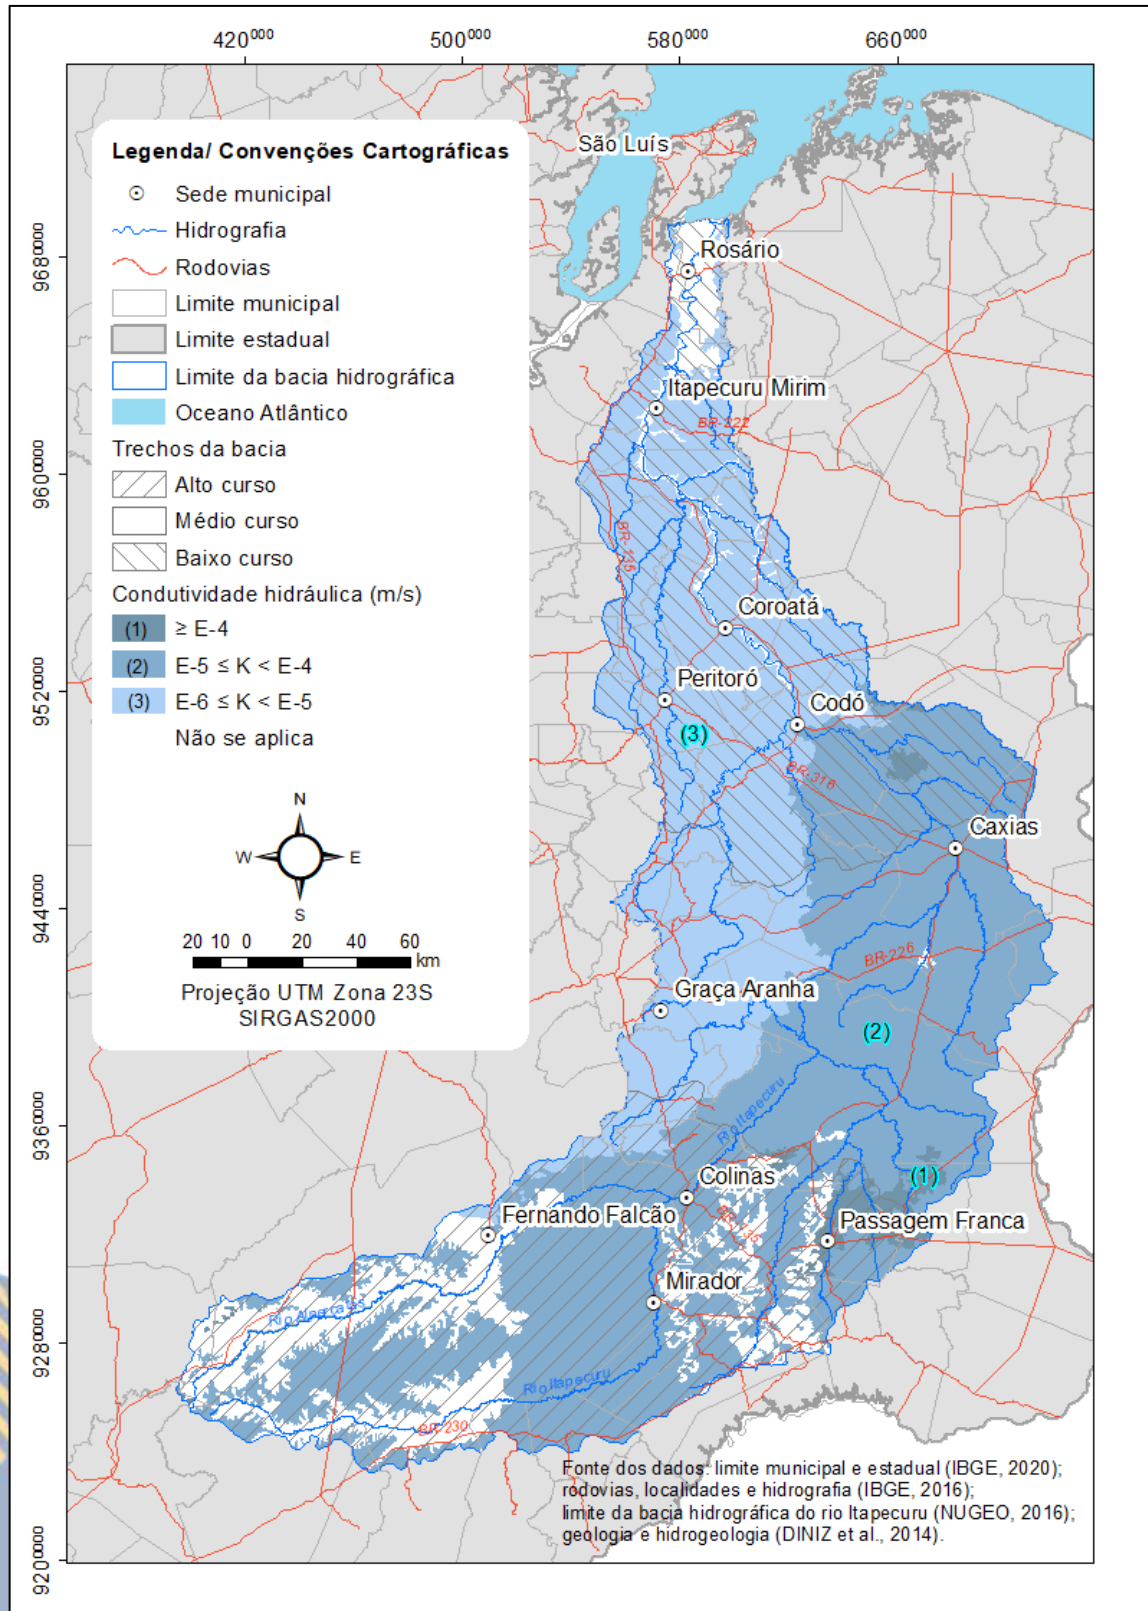 420⁰⁰⁰ 500⁰⁰⁰ 580⁰⁰⁰ 660⁰⁰⁰
9680000
9600000
9520000
9440000
9360000
9280000
9200000
Legenda/ Convenções Cartográficas
Sede municipal
Hidrografia
Rodovias
Limite municipal
Limite estadual
Limite da bacia hidrográfica
Oceano Atlântico
Trechos da bacia
Alto curso
Médio curso
Baixo curso
Condutividade hidráulica (m/s)
(1) ≥ E-4
(2) E-5 ≤ K < E-4
(3) E-6 ≤ K < E-5
Não se aplica
N
W E
S
20 10 0 20 40 60
km
Projeção UTM Zona 23S
SIRGAS2000
São Luís
Rosário
Itapecuru Mirim
BR-222
BR-135
Coroatá
Peritoró
Codó
(3)
BR-316
Caxias
BR-226
Graça Aranha
(2)
Rio Itapecuru
(1)
Colinas
Fernando Falcão
BR-135
Passagem Franca
Mirador
Rio Alpercatas
Rio Itapecuru
BR-230
Fonte dos dados: limite municipal e estadual (IBGE, 2020);
rodovias, localidades e hidrografia (IBGE, 2016);
limite da bacia hidrográfica do rio Itapecuru (NUGEO, 2016);
geologia e hidrogeologia (DINIZ et al., 2014).